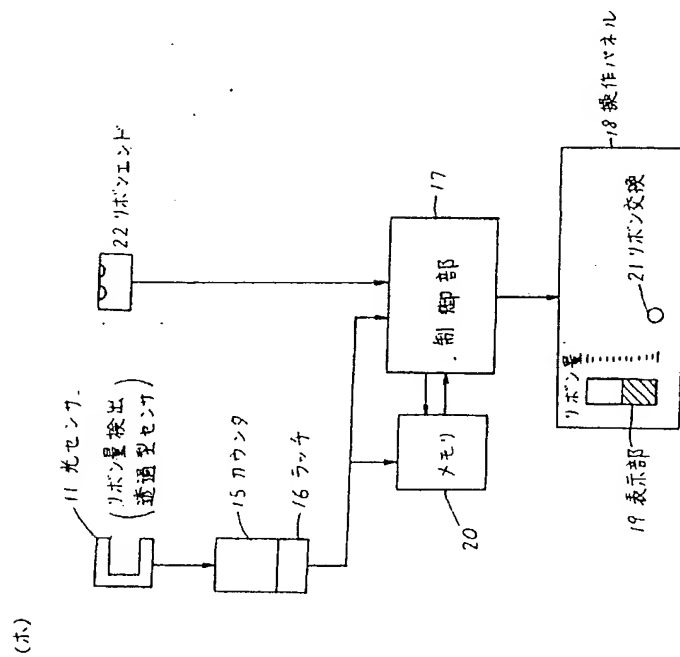 (ホ)
11 光センサ
(リボン量検出
透過型センサ)
22 リボンエンド
15 カウンタ
16 ラッチ
17
制御部
メモリ
20
18 操作パネル
リボン量
21 リボン交換
19 表示部